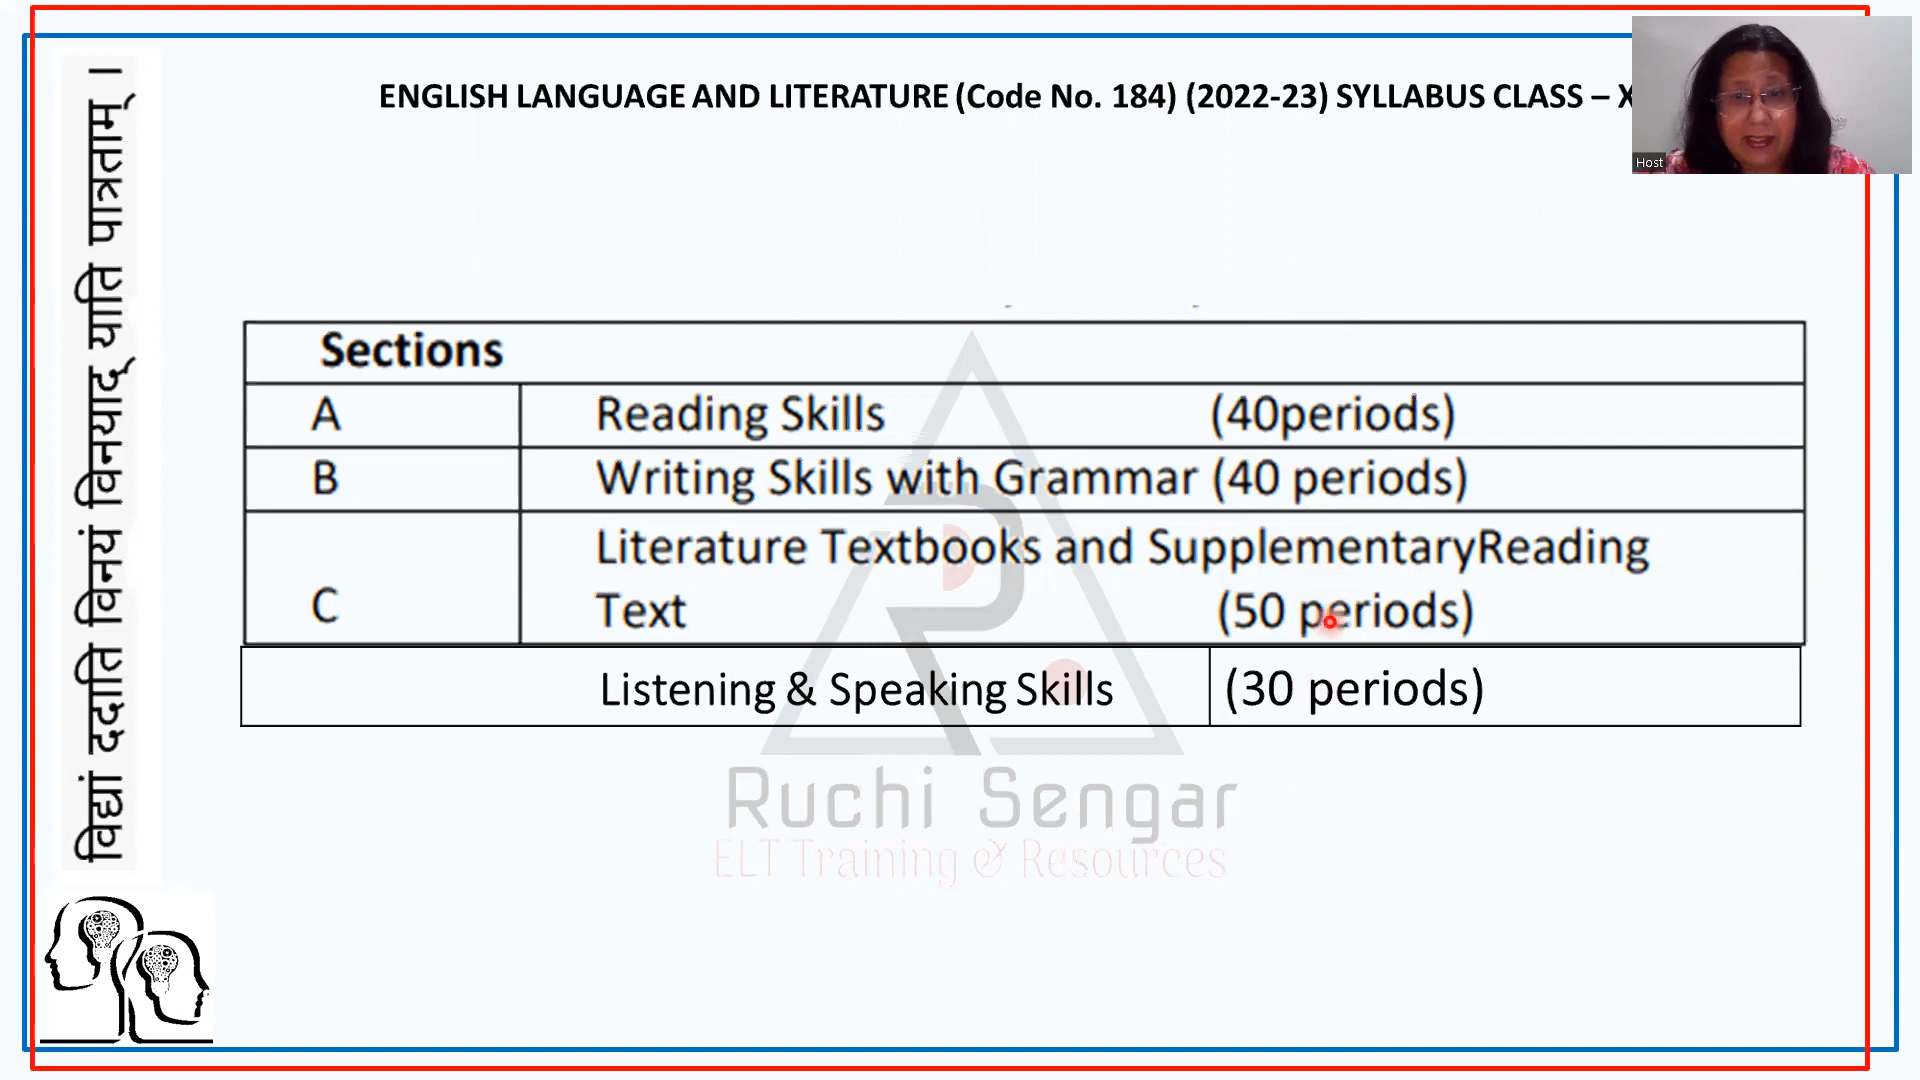 ENGLISH LANGUAGE AND LITERATURE (Code No. 184) (2022-23) SYLLABUS CLASS – X
Host
विद्यां ददाति विनयं विनयाद् याति पात्रताम् ।
Sections
A Reading Skills (40periods)
B Writing Skills with Grammar (40 periods)
Literature Textbooks and SupplementaryReading
C Text (50 periods)
Listening & Speaking Skills (30 periods)
Ruchi Sengar
ELT Training & Resources